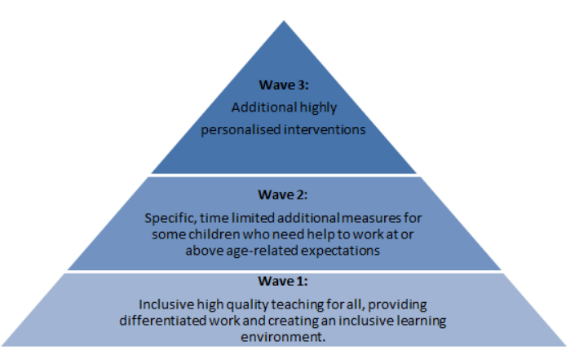 Wave 3:
Additional highly
personalised interventions
Wave 2:
Specific, time limited additional measures for
some children who need help to work at or
above age-related expectations
Wave 1:
Inclusive high quality teaching for all, providing
differentiated work and creating an inclusive learning
environment.